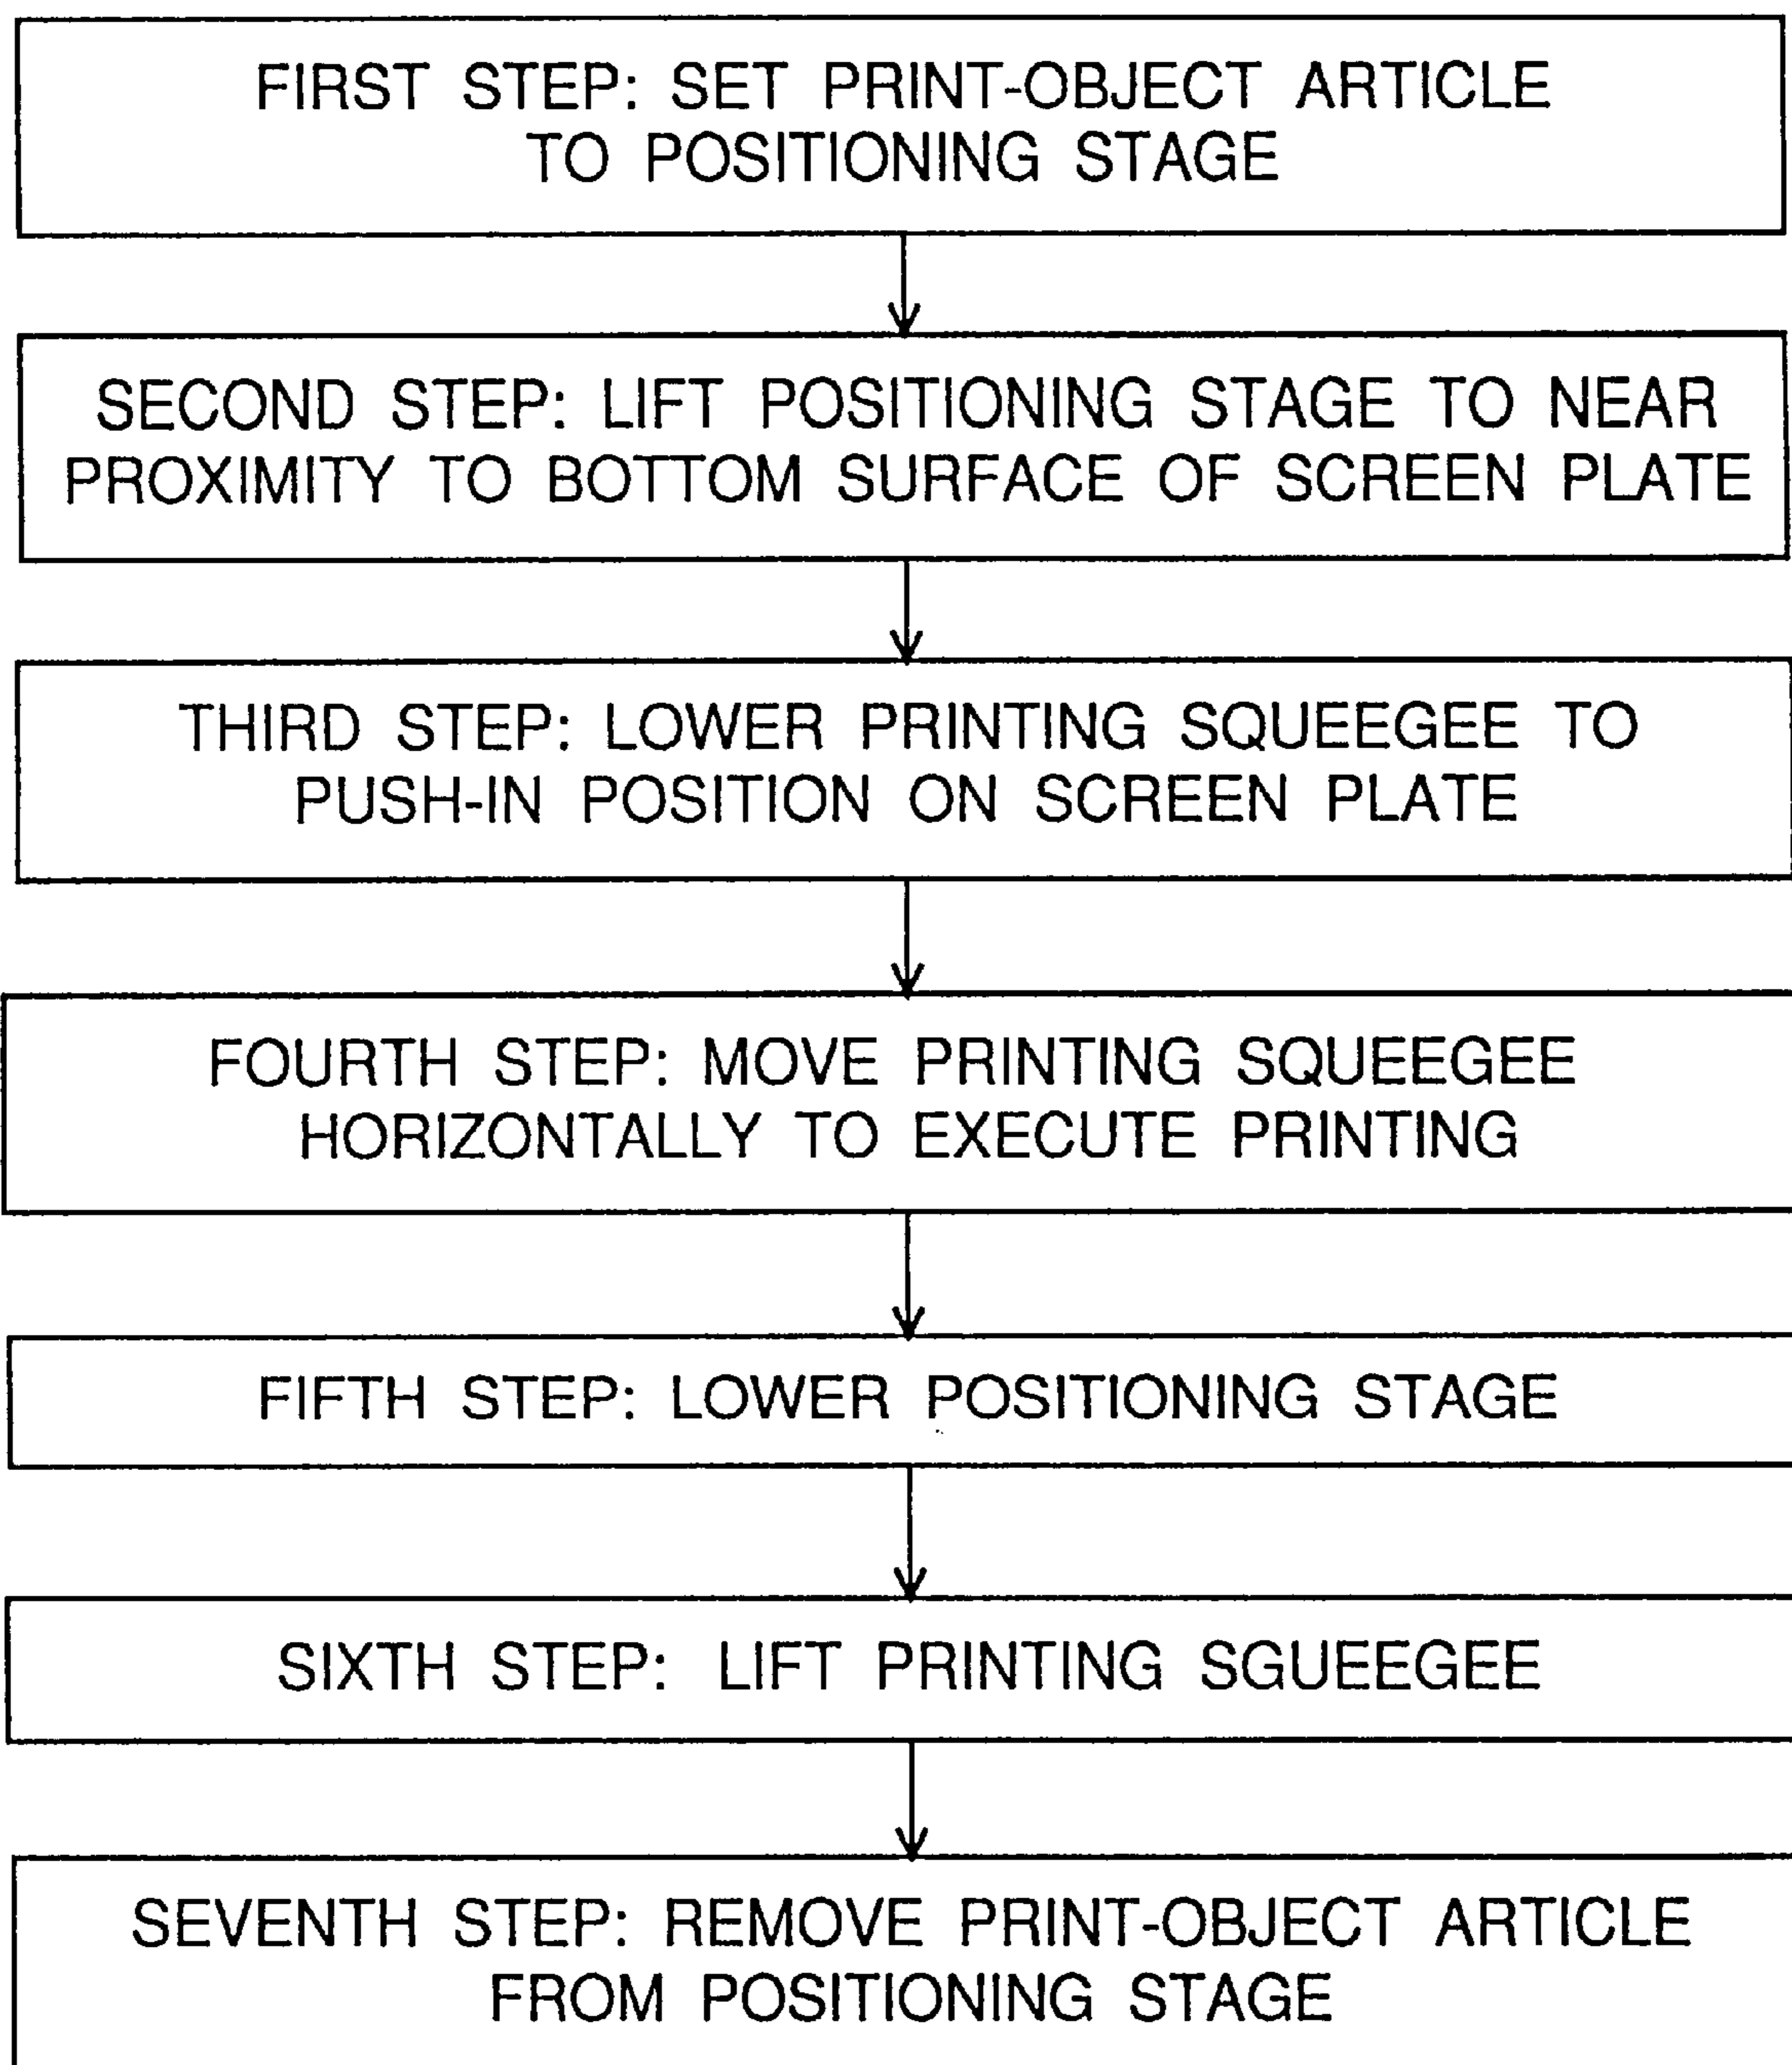 FIRST STEP: SET PRINT-OBJECT ARTICLE
TO POSITIONING STAGE
SECOND STEP: LIFT POSITIONING STAGE TO NEAR
PROXIMITY TO BOTTOM SURFACE OF SCREEN PLATE
THIRD STEP: LOWER PRINTING SQUEEGEE TO
PUSH-IN POSITION ON SCREEN PLATE
FOURTH STEP: MOVE PRINTING SQUEEGEE
HORIZONTALLY TO EXECUTE PRINTING
FIFTH STEP: LOWER POSITIONING STAGE
SIXTH STEP: LIFT PRINTING SGUEEGEE
SEVENTH STEP: REMOVE PRINT-OBJECT ARTICLE
FROM POSITIONING STAGE